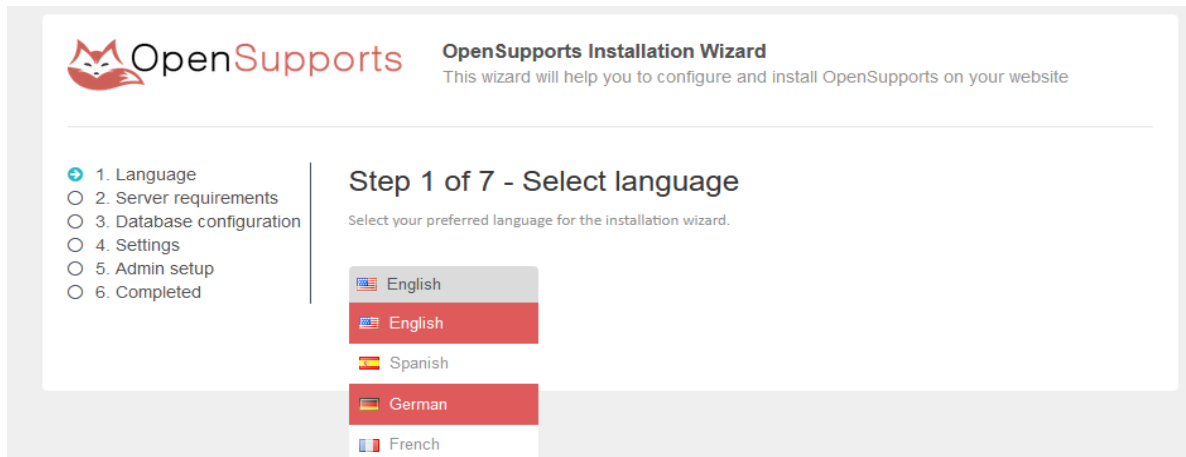 OpenSupports
OpenSupports Installation Wizard
This wizard will help you to configure and install OpenSupports on your website
1. Language
2. Server requirements
3. Database configuration
4. Settings
5. Admin setup
6. Completed
Step 1 of 7 - Select language
Select your preferred language for the installation wizard.
English
English
Spanish
German
French